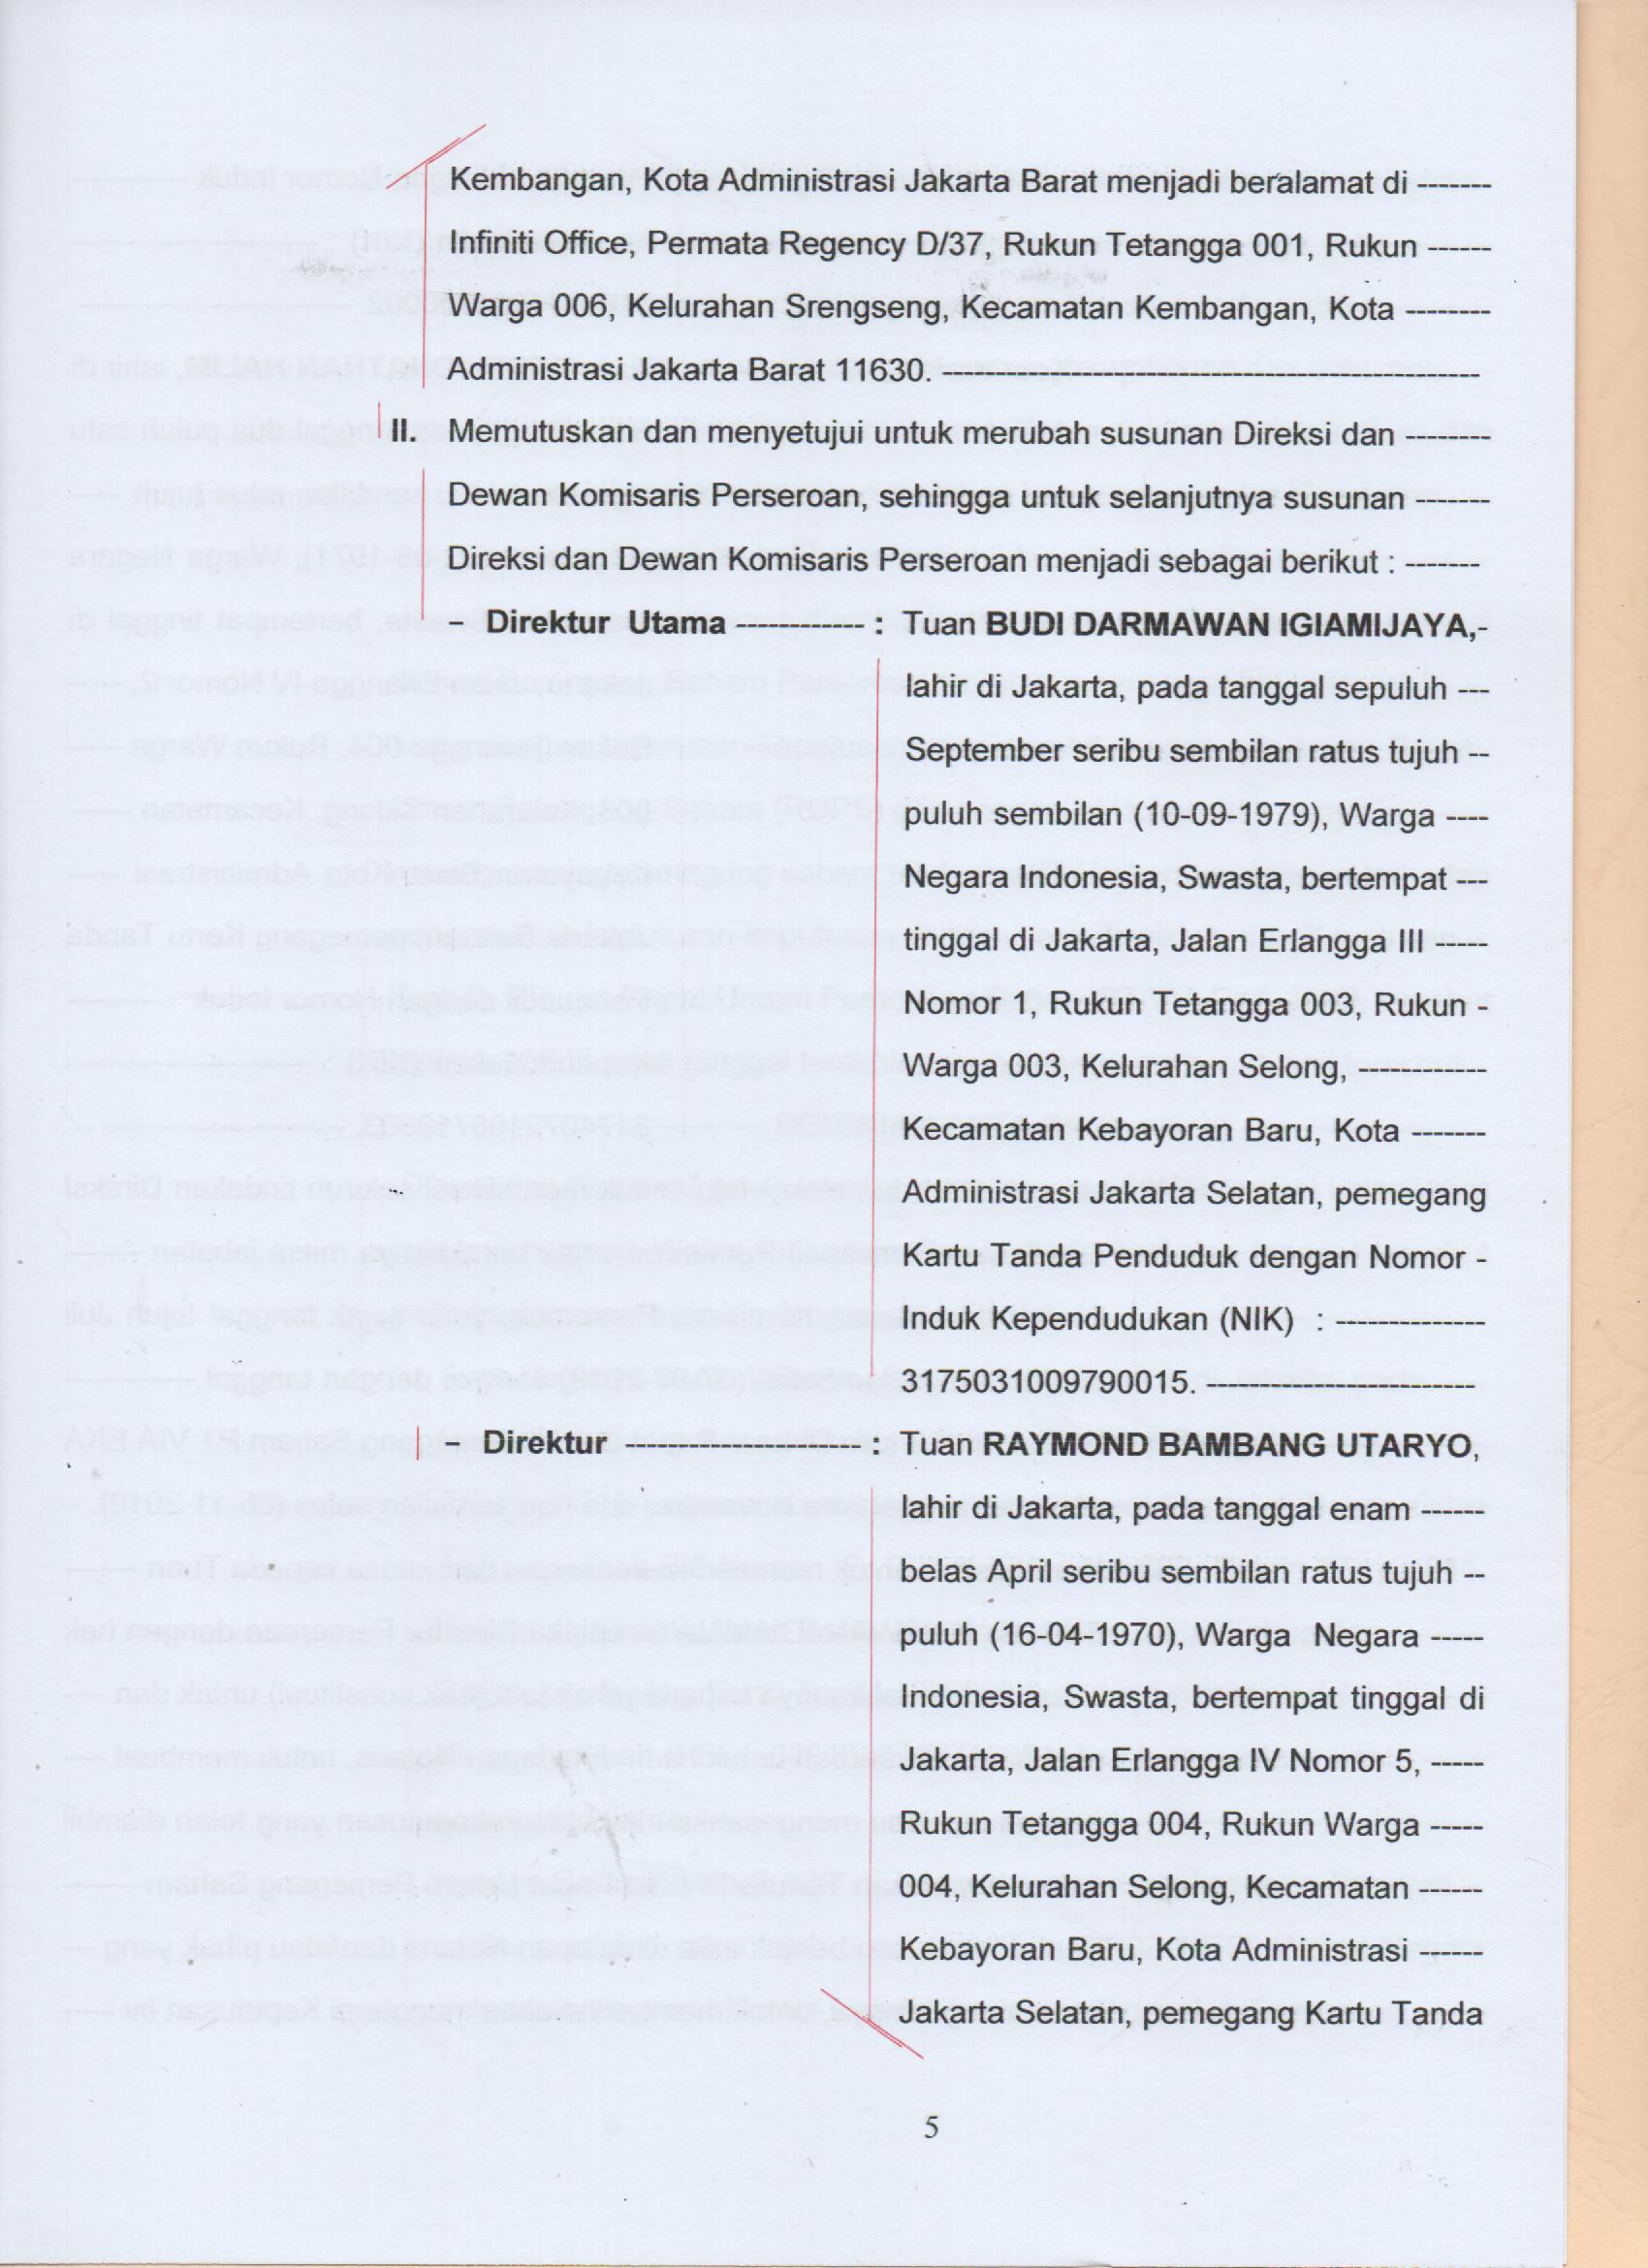 Kembangan, Kota Administrasi Jakarta Barat menjadi beralamat di -------
Infiniti Office, Permata Regency D/37, Rukun Tetangga 001, Rukun ------
Warga 006, Kelurahan Srengseng, Kecamatan Kembangan, Kota --------
Administrasi Jakarta Barat 11630. ---------------------------------------------------
II. Memutuskan dan menyetujui untuk merubah susunan Direksi dan --------
Dewan Komisaris Perseroan, sehingga untuk selanjutnya susunan -------
Direksi dan Dewan Komisaris Perseroan menjadi sebagai berikut : -------
- Direktur Utama ------------ : Tuan BUDI DARMAWAN IGIAMIJAYA,-
lahir di Jakarta, pada tanggal sepuluh ---
September seribu sembilan ratus tujuh --
puluh sembilan (10-09-1979), Warga ----
Negara Indonesia, Swasta, bertempat ---
tinggal di Jakarta, Jalan Erlangga III -----
Nomor 1, Rukun Tetangga 003, Rukun -
Warga 003, Kelurahan Selong, ------------
Kecamatan Kebayoran Baru, Kota -------
Administrasi Jakarta Selatan, pemegang
Kartu Tanda Penduduk dengan Nomor -
Induk Kependudukan (NIK) : --------------
3175031009790015. --------------------------
- Direktur : Tuan RAYMOND BAMBANG UTARYO,
lahir di Jakarta, pada tanggal enam ------
belas April seribu sembilan ratus tujuh --
puluh (16-04-1970), Warga Negara -----
Indonesia, Swasta, bertempat tinggal di
Jakarta, Jalan Erlangga IV Nomor 5, -----
Rukun Tetangga 004, Rukun Warga -----
004, Kelurahan Selong, Kecamatan -------
Kebayoran Baru, Kota Administrasi ------
Jakarta Selatan, pemegang Kartu Tanda
5